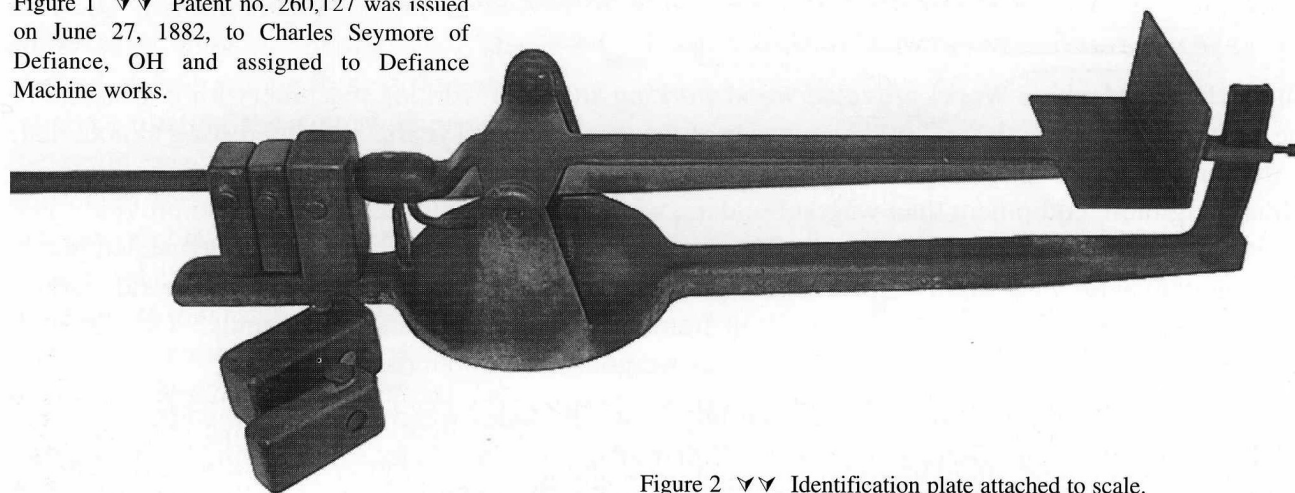 Figure 1 ⮟⮟ Patent no. 260,127 was issued
on June 27, 1882, to Charles Seymore of
Defiance, OH and assigned to Defiance
Machine works.
Figure 2 ⮟⮟ Identification plate attached to scale.